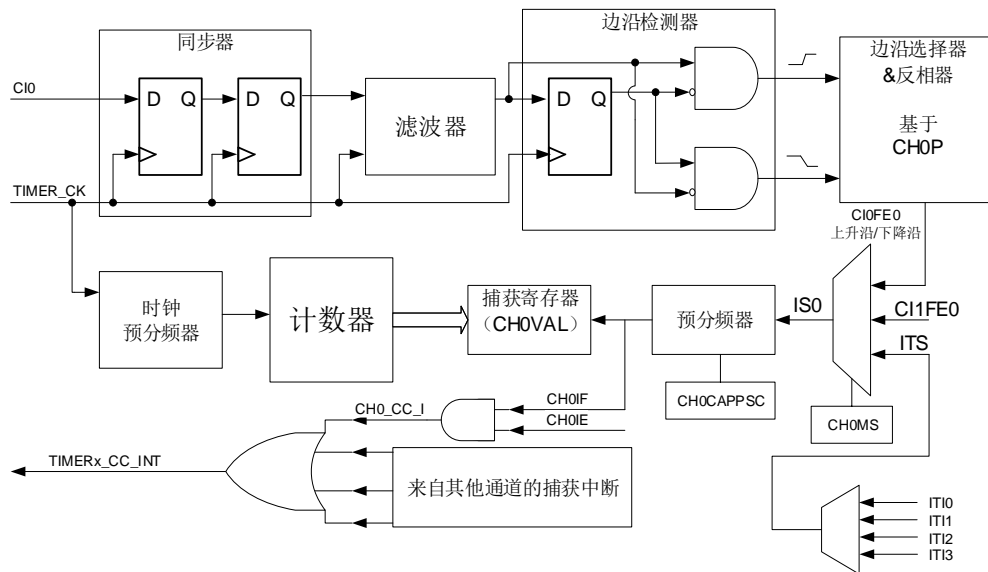 同步器
边沿检测器
CI0
D Q
D Q
滤波器
D Q
边沿选择器
&反相器
基于
CH0P
TIMER_CK
CI0FE0
上升沿/下降沿
时钟
预分频器
计数器
捕获寄存器
（CH0VAL）
预分频器
IS0
CI1FE0
ITS
CH0CAPPSC
CH0MS
CH0_CC_I
CH0IF
CH0IE
TIMERx_CC_INT
来自其他通道的捕获中断
ITI0
ITI1
ITI2
ITI3